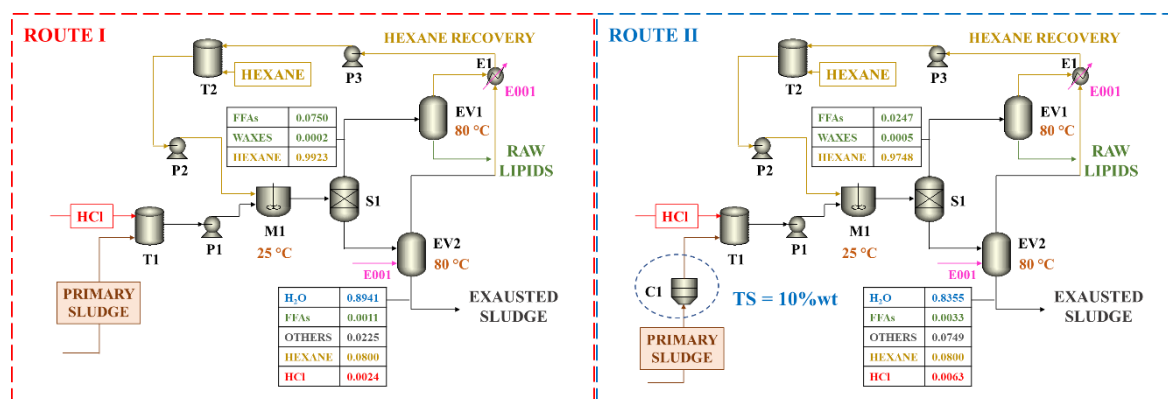 ROUTE I
HEXANE RECOVERY
P3
E1
E001
T2
HEXANE
EV1
80 °C
FFAs 0.0750
WAXES 0.0002
HEXANE 0.9923
P2
RAW
LIPIDS
HCl
S1
M1
T1
P1
25 °C
EV2
80 °C
E001
PRIMARY
SLUDGE
H₂O 0.8941
FFAs 0.0011
OTHERS 0.0225
HEXANE 0.0800
HCl 0.0024
EXAUSTED
SLUDGE
ROUTE II
HEXANE RECOVERY
P3
E1
E001
T2
HEXANE
EV1
80 °C
FFAs 0.0247
WAXES 0.0005
HEXANE 0.9748
P2
RAW
LIPIDS
HCl
S1
M1
T1
P1
25 °C
EV2
80 °C
E001
C1
TS = 10%wt
PRIMARY
SLUDGE
H₂O 0.8355
FFAs 0.0033
OTHERS 0.0749
HEXANE 0.0800
HCl 0.0063
EXAUSTED
SLUDGE